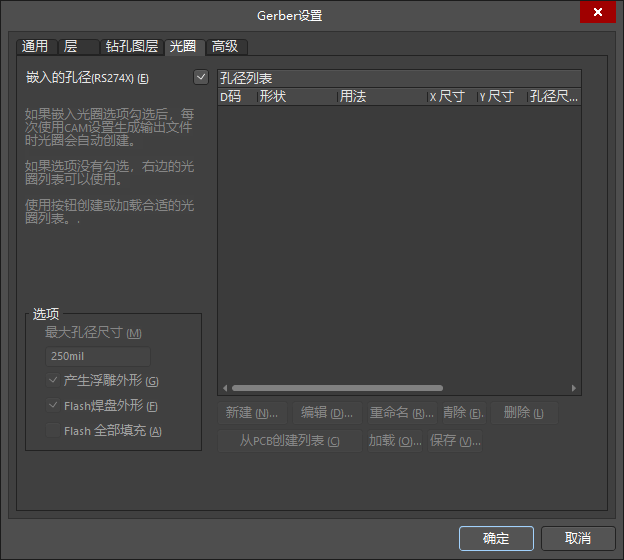 Gerber设置
通用 层 钻孔图层 光圈 高级
嵌入的孔径(RS274X) (E)
如果嵌入光圈选项勾选后，每
次使用CAM设置生成输出文件
时光圈会自动创建。
如果选项没有勾选，右边的光
圈列表可以使用。
使用按钮创建或加载合适的光
圈列表。.
选项
最大孔径尺寸 (M)
250mil
产生浮雕外形 (G)
Flash焊盘外形 (F)
Flash 全部填充 (A)
孔径列表
D码 形状 用法 X 尺寸 Y 尺寸 孔径尺...
新建 (N)... 编辑 (D)... 重命名 (R)... 清除 (E). 删除 (L)
从PCB创建列表 (C) 加载 (O)... 保存 (V)...
确定 取消